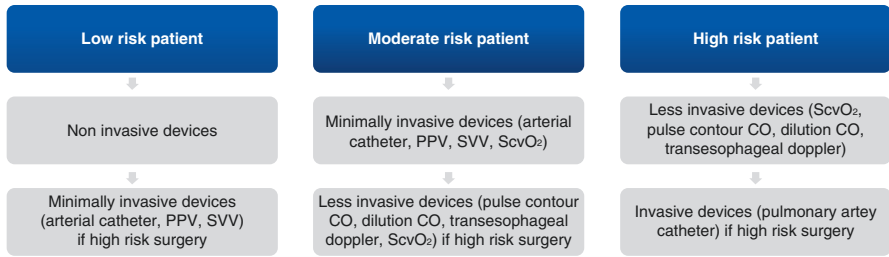 Low risk patient
Moderate risk patient
High risk patient
Non invasive devices
Minimally invasive devices (arterial
catheter, PPV, SVV, ScvO₂)
Less invasive devices (ScvO₂,
pulse contour CO, dilution CO,
transesophageal doppler)
Minimally invasive devices
(arterial catheter, PPV, SVV)
if high risk surgery
Less invasive devices (pulse contour
CO, dilution CO, transesophageal
doppler, ScvO₂) if high risk surgery
Invasive devices (pulmonary artey
catheter) if high risk surgery